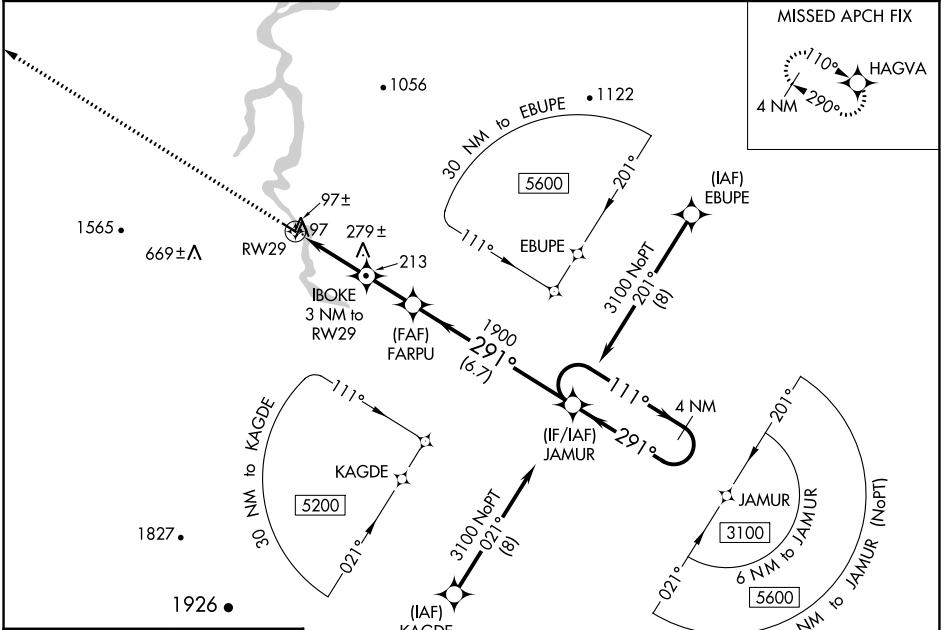 MISSED APCH FIX
110°
HAGVA
4 NM
290°
1056
1122
30 NM to EBUPE
5600
201°
EBUPE
111°
(IAF)
EBUPE
3100 NoPT
201°
(8)
1565
669±
97±
97
RW29
279±
213
IBOKE
3 NM to
RW29
(FAF)
FARPU
1900
291°
(6.7)
111°
4 NM
291°
(IF/IAF)
JAMUR
30 NM to KAGDE
111°
KAGDE
5200
021°
201°
JAMUR
3100
6 NM to JAMUR
021°
5600
NM to JAMUR (NoPT)
3100 NoPT
021°
(8)
1827
1926
(IAF)
KAGDE